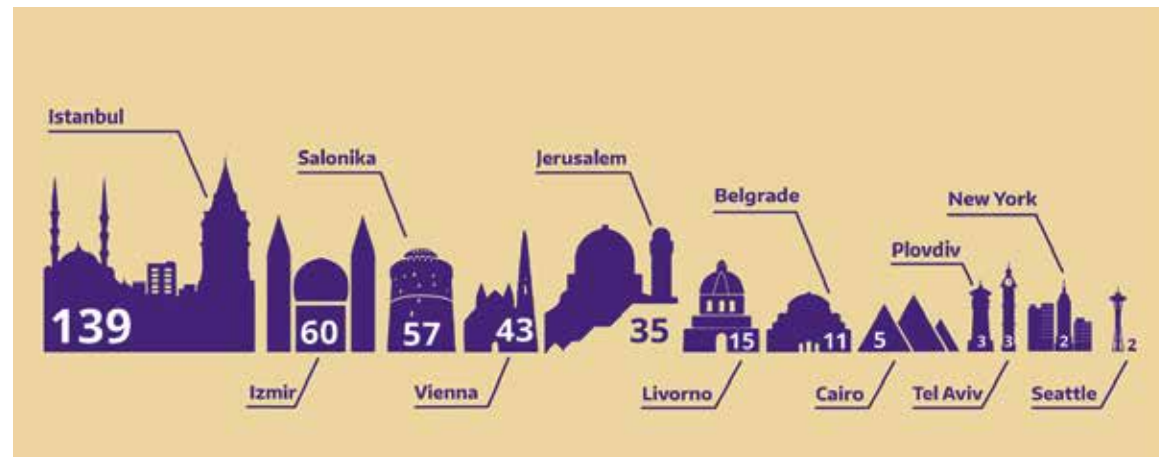 Istanbul
139
Izmir
60
Salonika
57
Vienna
43
Jerusalem
35
Livorno
15
Belgrade
11
Cairo
5
Plovdiv
3
Tel Aviv
3
New York
2
Seattle
2